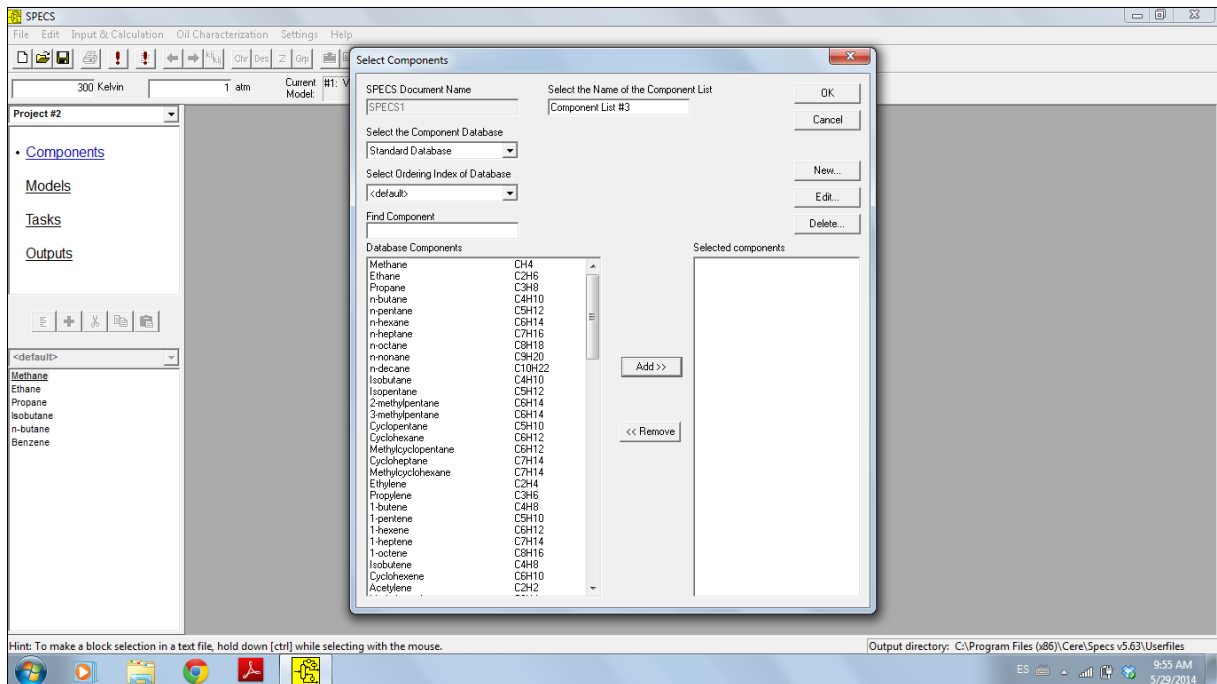 SPECS
File Edit Input & Calculation Oil Characterization Settings Help
Chr Des Z Grp
300 Kelvin 1 atm Current Model: #1: V
Project #2
Components
Models
Tasks
Outputs
<default>
Methane
Ethane
Propane
Isobutane
n-butane
Benzene
Select Components
SPECS Document Name
SPECS1
Select the Name of the Component List
Component List #3
OK
Cancel
Select the Component Database
Standard Database
Select Ordering Index of Database
<default>
New...
Edit...
Delete...
Find Component
Database Components
Selected components
Methane CH4
Ethane C2H6
Propane C3H8
n-butane C4H10
n-pentane C5H12
n-hexane C6H14
n-heptane C7H16
n-octane C8H18
n-nonane C9H20
n-decane C10H22
Isobutane C4H10
Isopentane C5H12
2-methylpentane C6H14
3-methylpentane C6H14
Cyclopentane C5H10
Cyclohexane C6H12
Methylcyclopentane C6H12
Cycloheptane C7H14
Methylcyclohexane C7H14
Ethylene C2H4
Propylene C3H6
1-butene C4H8
1-pentene C5H10
1-hexene C6H12
1-heptene C7H14
1-octene C8H16
Isobutene C4H8
Cyclohexene C6H10
Acetylene C2H2
Add >>
<< Remove
Hint: To make a block selection in a text file, hold down [ctrl] while selecting with the mouse.
Output directory: C:\Program Files (x86)\Cere\Specs v5.63\Userfiles
ES
9:55 AM
5/29/2014